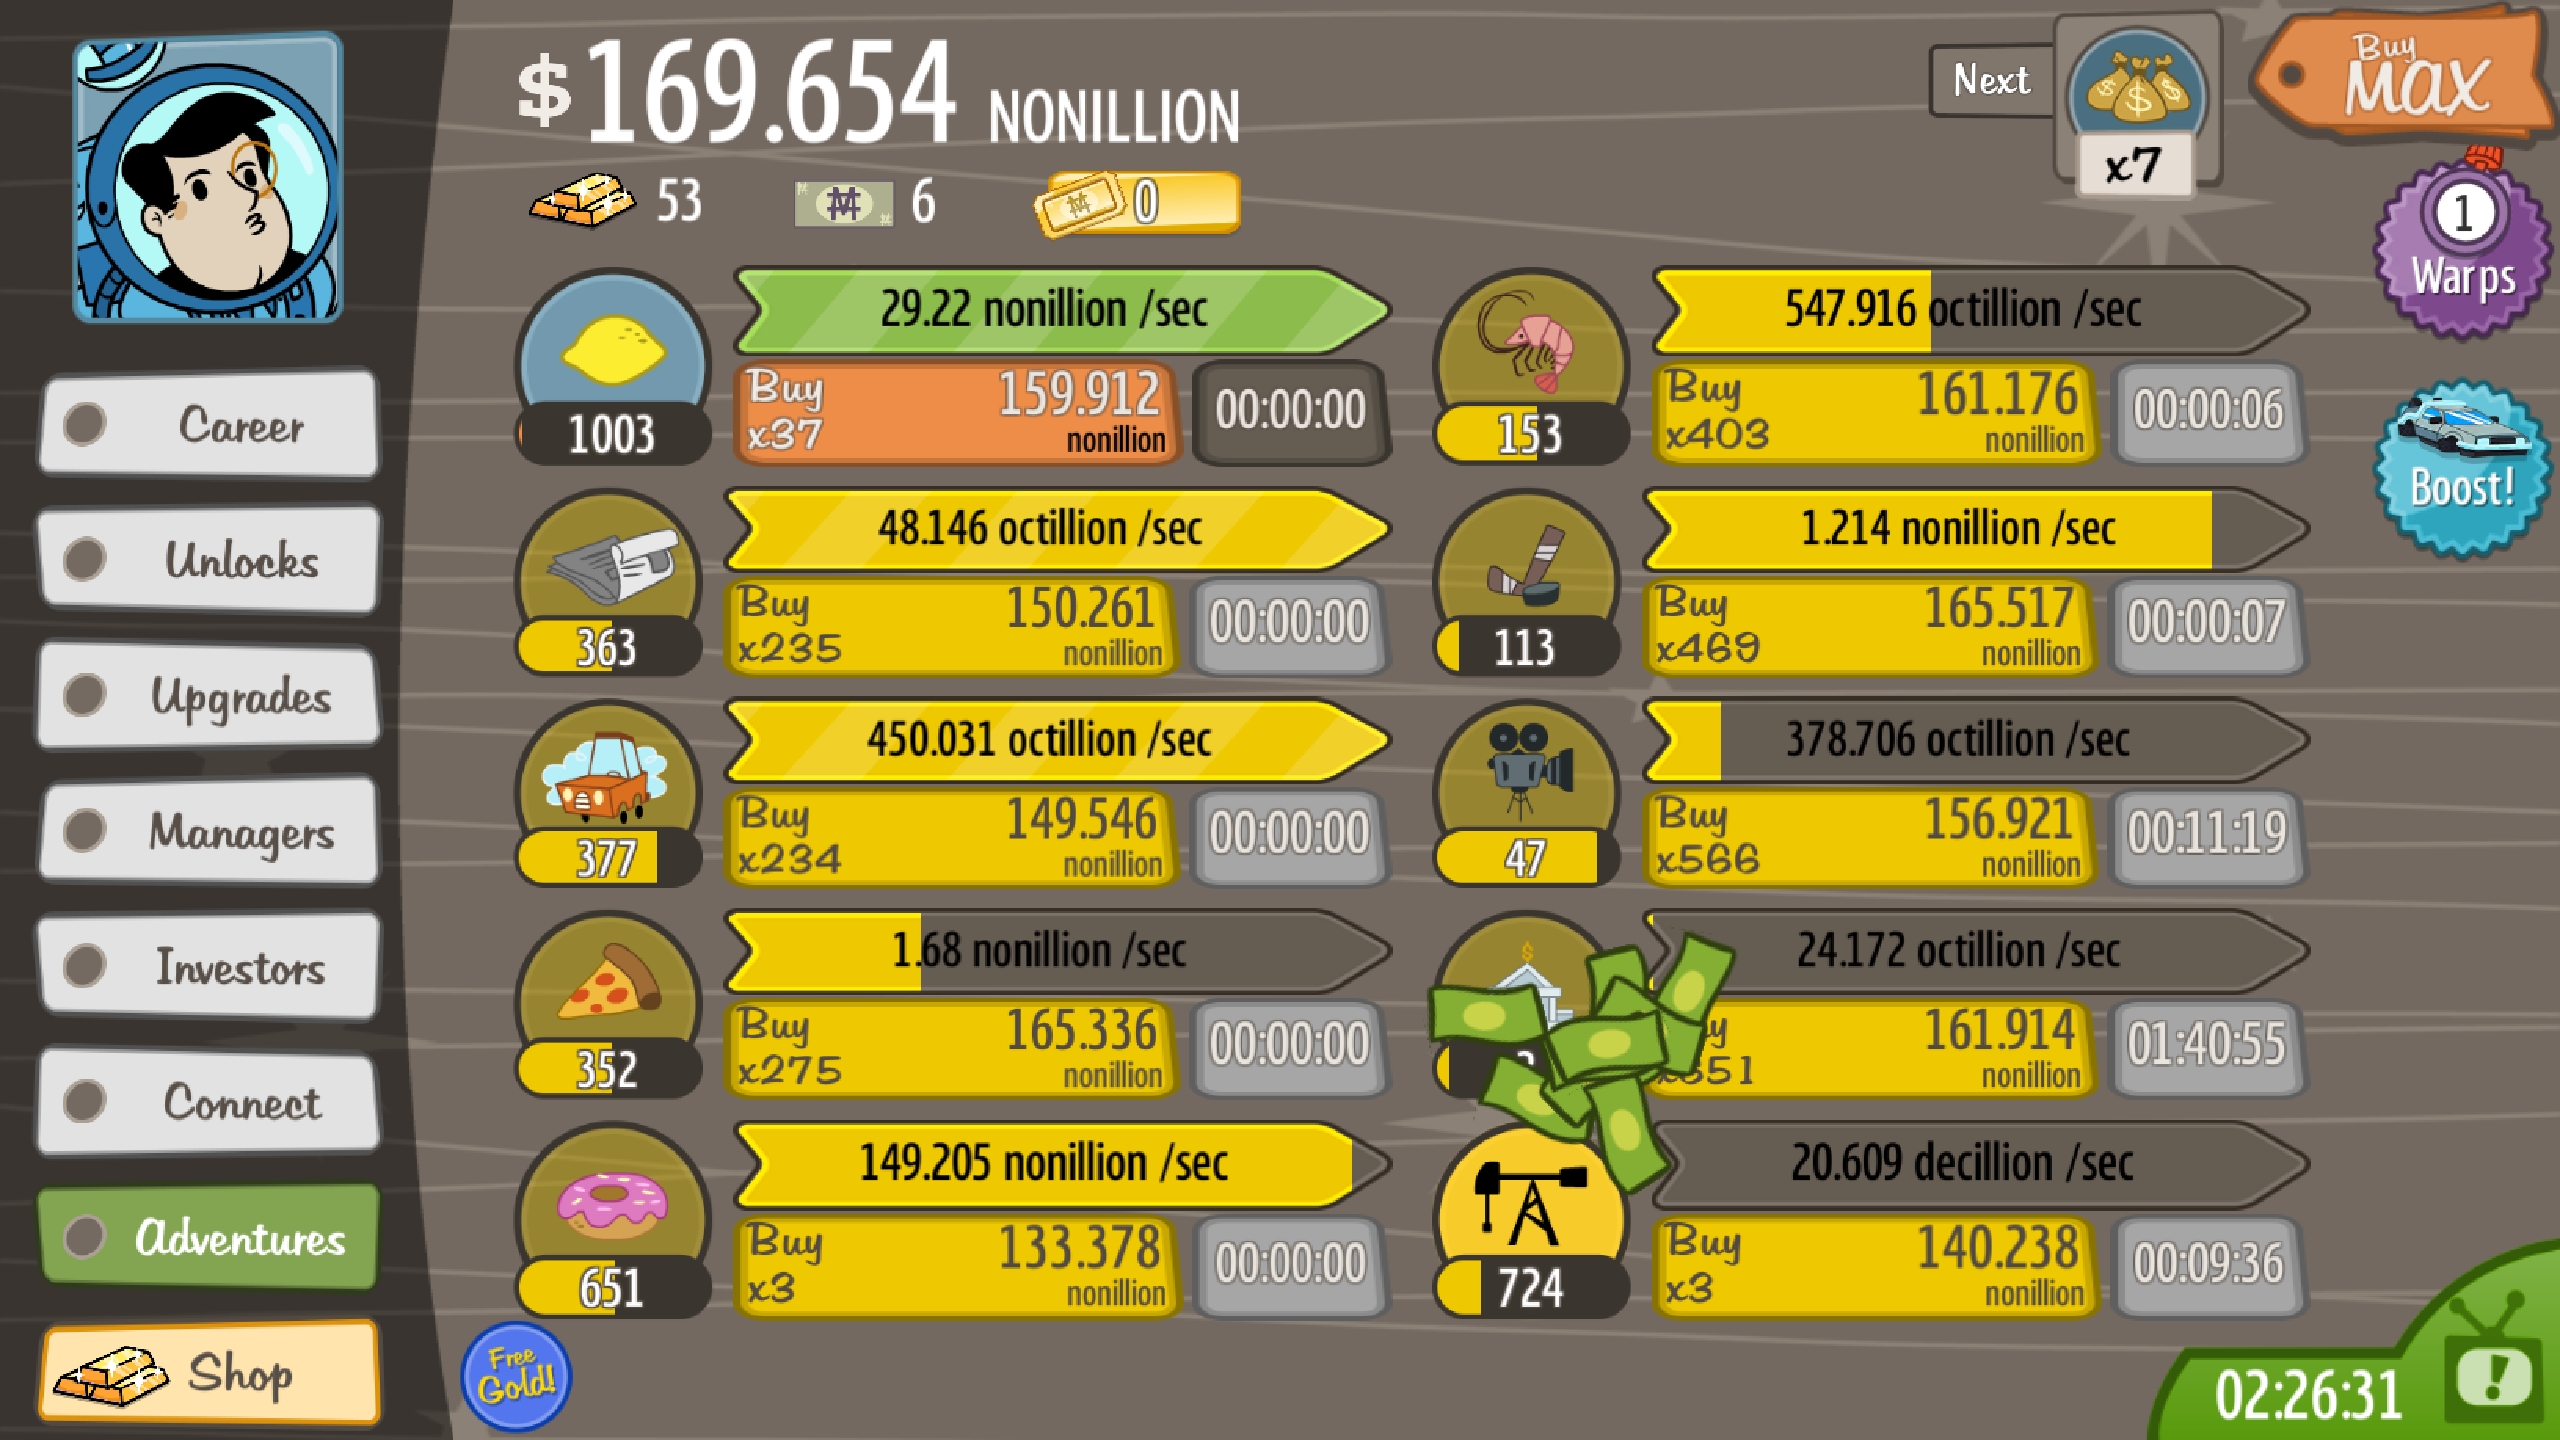 $169.654 NONILLION
53
6
0
Next
x7
Buy
MAX
1
Warps
Boost!
Career
Unlocks
Upgrades
Managers
Investors
Connect
Adventures
Shop
29.22 nonillion /sec
1003
Buy
x37
159.912
nonillion
00:00:00
48.146 octillion /sec
363
Buy
x235
150.261
nonillion
00:00:00
450.031 octillion /sec
377
Buy
x234
149.546
nonillion
00:00:00
1.68 nonillion /sec
352
Buy
x275
165.336
nonillion
00:00:00
149.205 nonillion /sec
651
Buy
x3
133.378
nonillion
00:00:00
547.916 octillion /sec
153
Buy
x403
161.176
nonillion
00:00:06
1.214 nonillion /sec
113
Buy
x469
165.517
nonillion
00:00:07
378.706 octillion /sec
47
Buy
x566
156.921
nonillion
00:11:19
24.172 octillion /sec
161.914
nonillion
01:40:55
20.609 decillion /sec
724
Buy
x3
140.238
nonillion
00:09:36
Free
Gold!
02:26:31